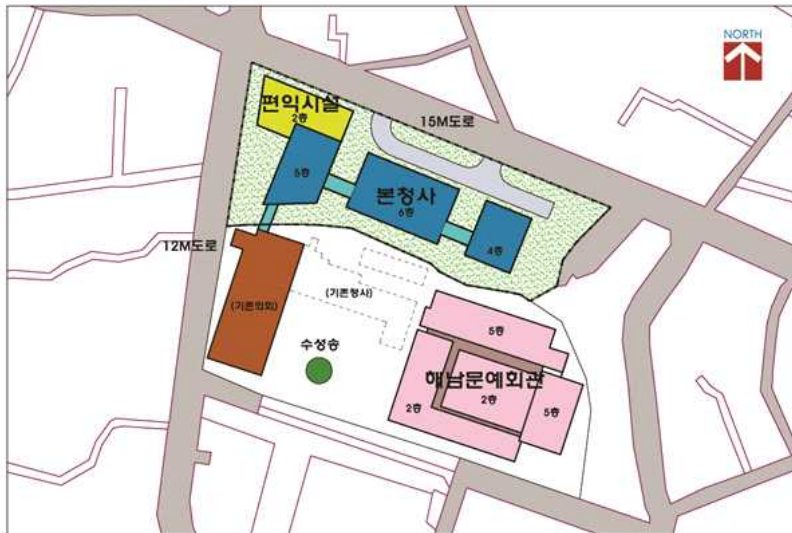 NORTH
편익시설
2층
15M도로
5층
본청사
6층
4층
12M도로
(기존의회)
(기존청사)
수성송
5층
해남문예회관
2층
2층
5층